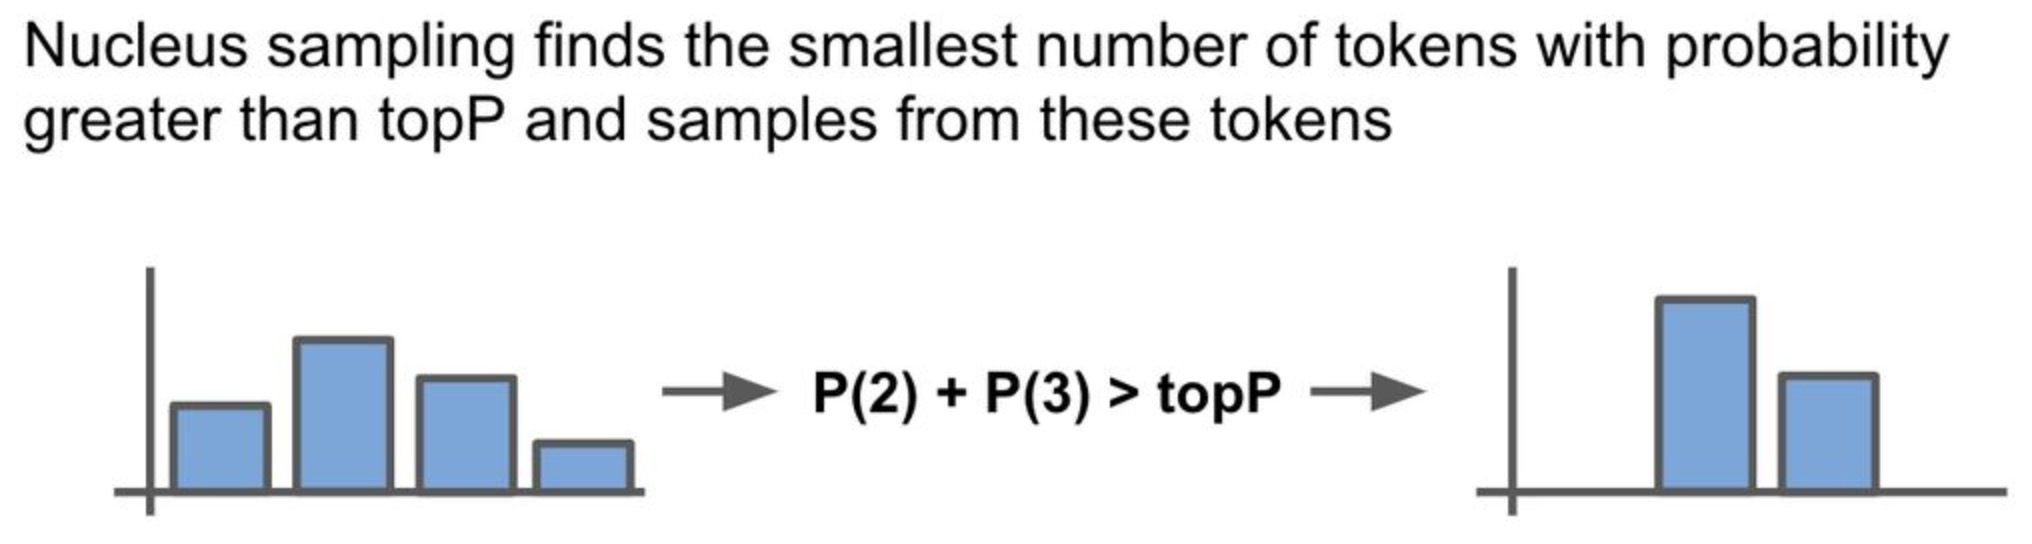 Nucleus sampling finds the smallest number of tokens with probability
greater than topP and samples from these tokens
P(2) + P(3) > topP